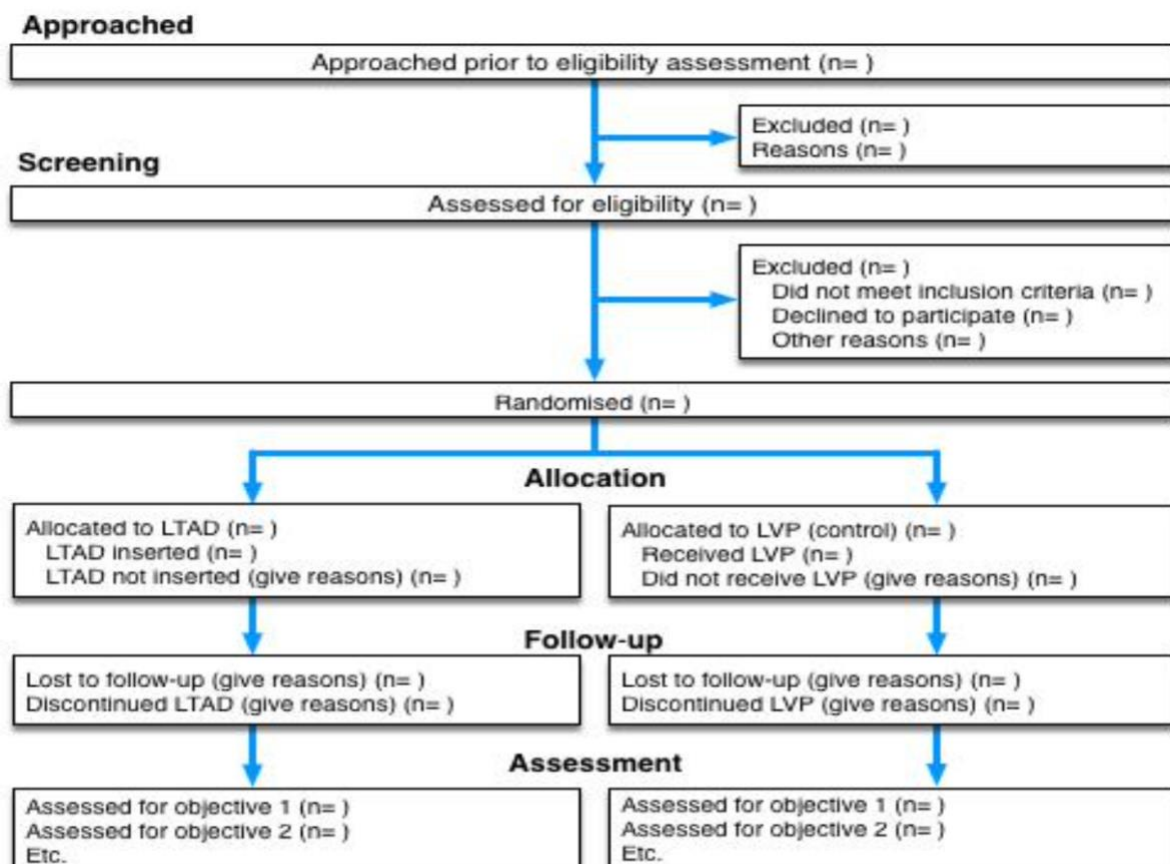 Approached
Approached prior to eligibility assessment (n= )
Excluded (n= )
Reasons (n= )
Screening
Assessed for eligibility (n= )
Excluded (n= )
Did not meet inclusion criteria (n= )
Declined to participate (n= )
Other reasons (n= )
Randomised (n= )
Allocation
Allocated to LTAD (n= )
LTAD inserted (n= )
LTAD not inserted (give reasons) (n= )
Allocated to LVP (control) (n= )
Received LVP (n= )
Did not receive LVP (give reasons) (n= )
Follow-up
Lost to follow-up (give reasons) (n= )
Discontinued LTAD (give reasons) (n= )
Lost to follow-up (give reasons) (n= )
Discontinued LVP (give reasons) (n= )
Assessment
Assessed for objective 1 (n= )
Assessed for objective 2 (n= )
Etc.
Assessed for objective 1 (n= )
Assessed for objective 2 (n= )
Etc.